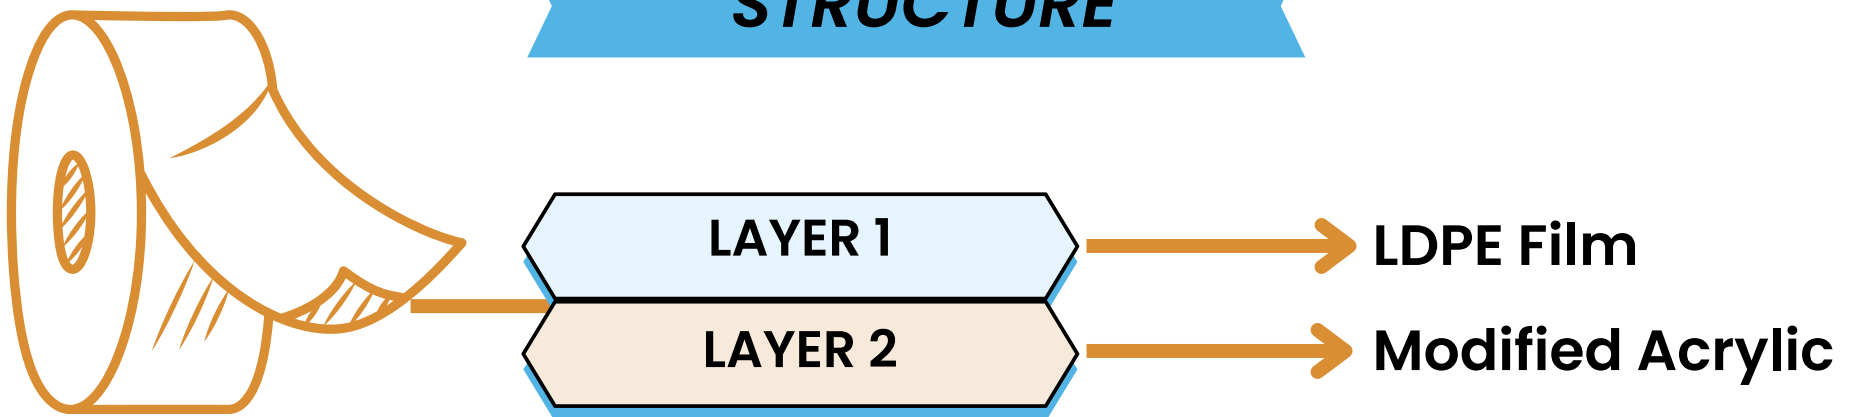 STRUCTURE
LAYER 1
LDPE Film
LAYER 2
Modified Acrylic